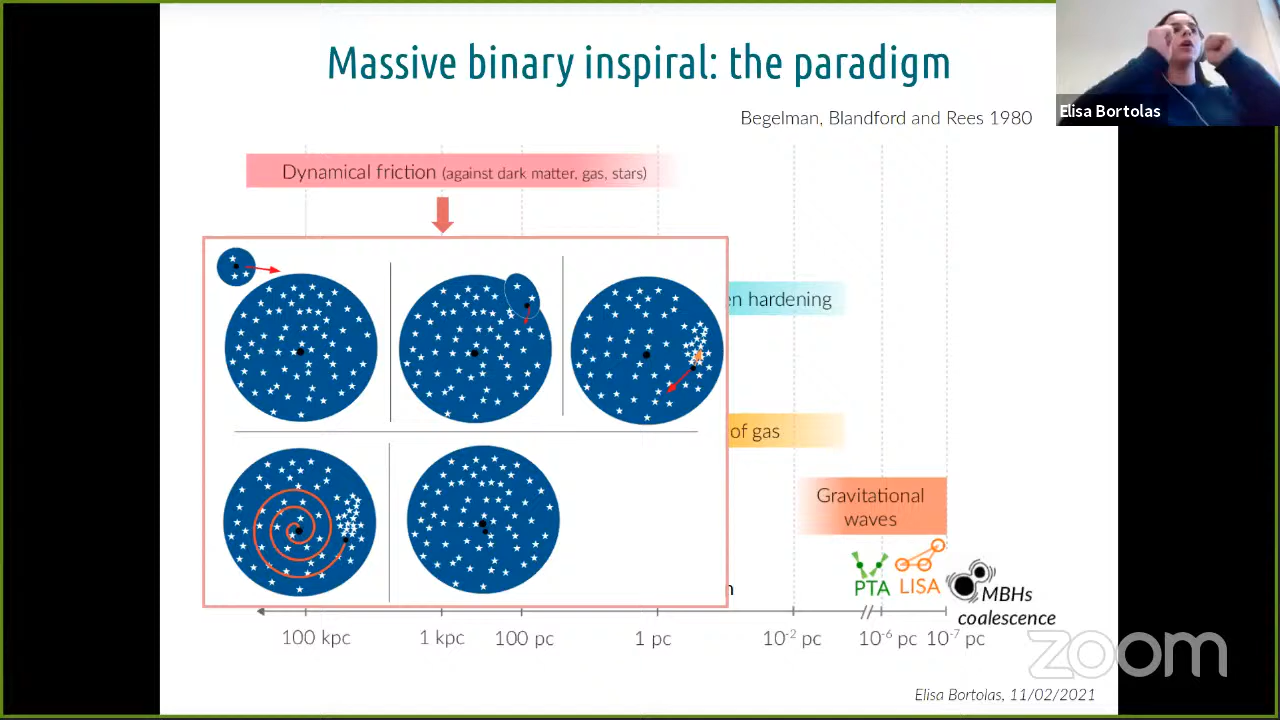 Massive binary inspiral: the paradigm
Elisa Bortolas
Begelman, Blandford and Rees 1980
Dynamical friction (against dark matter, gas, stars)
en hardening
of gas
Gravitational
waves
PTA
LISA
MBHs
coalescence
100 kpc
1 kpc
100 pc
1 pc
10⁻² pc
10⁻⁶ pc
10⁻⁷ pc
zoom
Elisa Bortolas, 11/02/2021